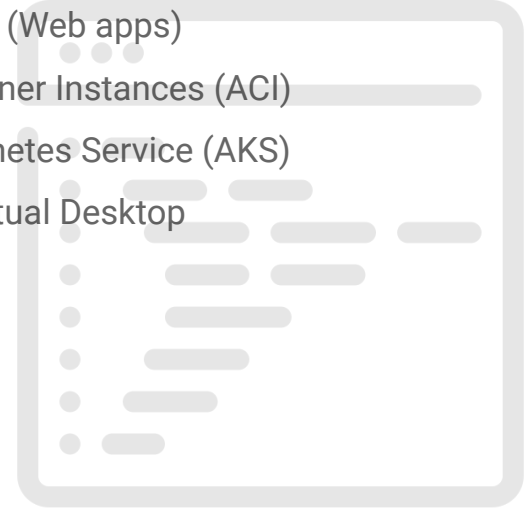 (Web apps)
ner Instances (ACI)
netes Service (AKS)
tual Desktop